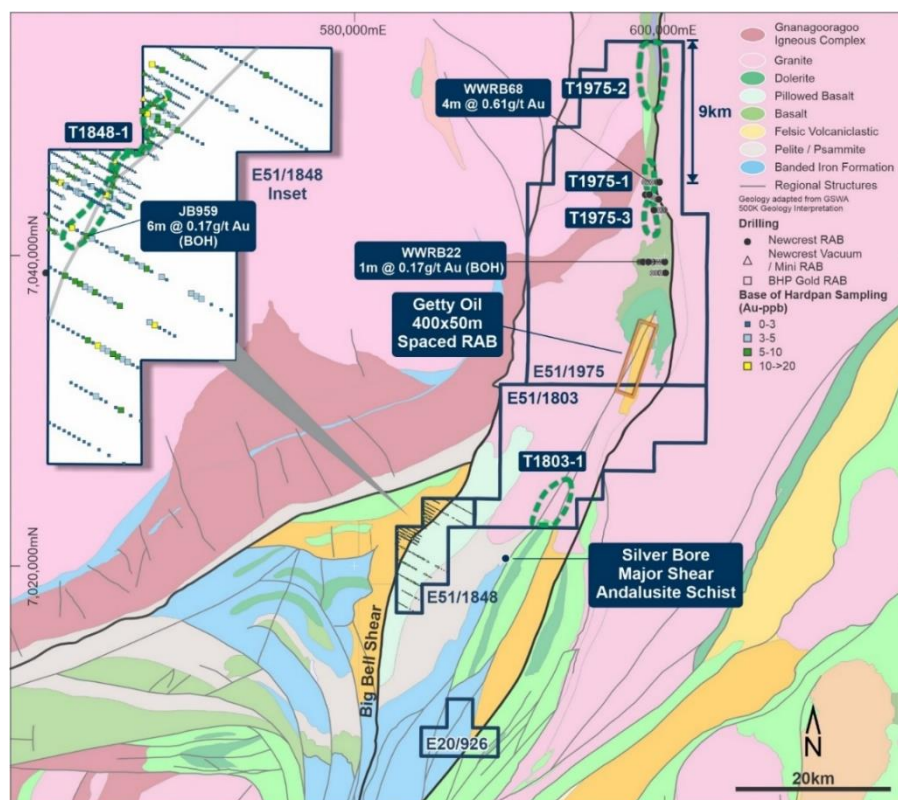 580,000mE
600,000mE
7,040,000mN
7,020,000mN
T1848-1
E51/1848
Inset
JB959
6m @ 0.17g/t Au
(BOH)
WWRB68
4m @ 0.61g/t Au
T1975-2
9km
T1975-1
T1975-3
WWRB22
1m @ 0.17g/t Au (BOH)
Getty Oil
400x50m
Spaced RAB
E51/1975
E51/1803
T1803-1
Silver Bore
Major Shear
Andalusite Schist
E51/1848
Big Bell Shear
E20/926
Gnanagooragoo
Igneous Complex
Granite
Dolerite
Pillowed Basalt
Basalt
Felsic Volcaniclastic
Pelite / Psammite
Banded Iron Formation
Regional Structures
Geology adapted from GSWA
500K Geology Interpretation
Drilling
Newcrest RAB
Newcrest Vacuum
/ Mini RAB
BHP Gold RAB
Base of Hardpan Sampling
(Au-ppb)
0-3
3-5
5-10
10->20
N
20km